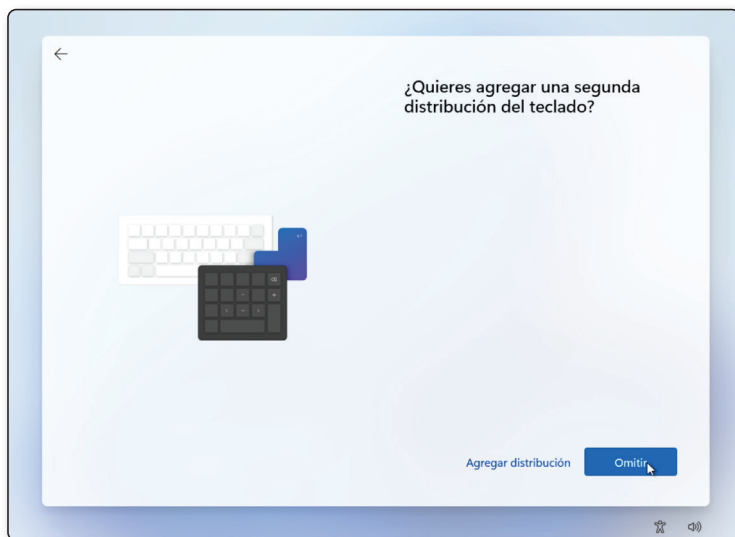 ¿Quieres agregar una segunda
distribución del teclado?
Agregar distribución
Omitir